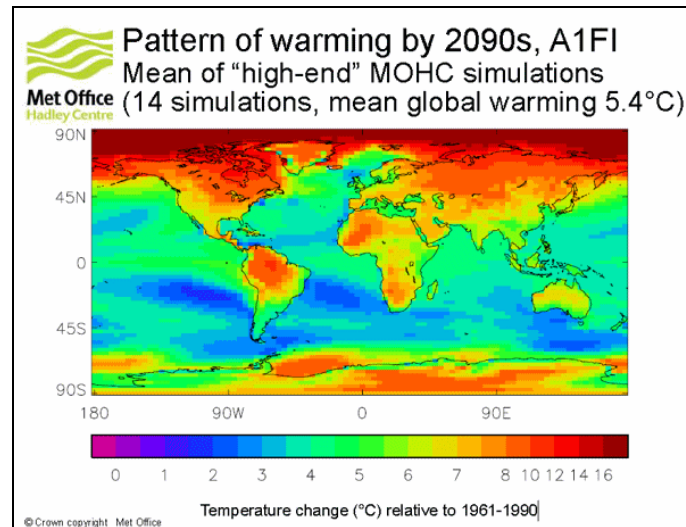 Pattern of warming by 2090s, A1FI
Mean of “high-end” MOHC simulations
(14 simulations, mean global warming 5.4°C)
Met Office
Hadley Centre
90N
45N
0
45S
90S
180 90W 0 90E
0 1 2 3 4 5 6 7 8 10 12 14 16
Temperature change (°C) relative to 1961-1990
© Crown copyright Met Office